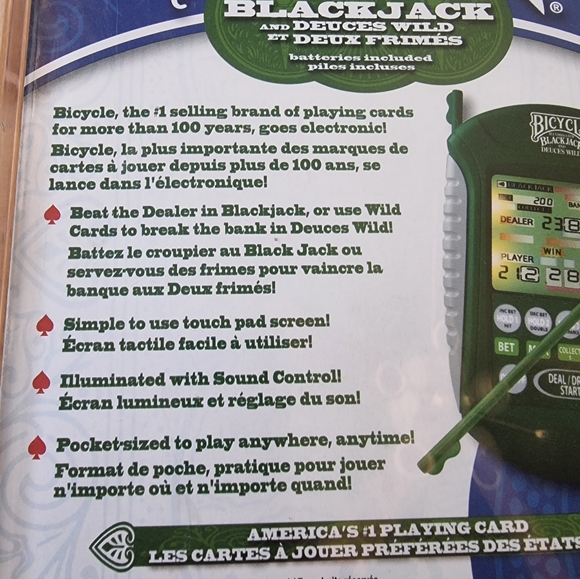 BLACKJACK
AND DEUCES WILD
ET DEUX FRIMÉS
batteries included
piles incluses
®
Bicycle, the #1 selling brand of playing cards
for more than 100 years, goes electronic!
Bicycle, la plus importante des marques de
cartes à jouer depuis plus de 100 ans, se
lance dans l'électronique!
Beat the Dealer in Blackjack, or use Wild
Cards to break the bank in Deuces Wild!
Battez le croupier au Black Jack ou
servez-vous des frimes pour vaincre la
banque aux Deux frimés!
Simple to use touch pad screen!
Écran tactile facile à utiliser!
Illuminated with Sound Control!
Écran lumineux et réglage du son!
Pocket-sized to play anywhere, anytime!
Format de poche, pratique pour jouer
n'importe où et n'importe quand!
BICYCLE
BLACKJACK
DEUCES WILD
BLACKJACK
200
DEALER
WIN
PLAYER
BET
COLLECT
DEAL/DR
START
AMERICA'S #1 PLAYING CARD
LES CARTES À JOUER PRÉFÉRÉES DES ÉTATS